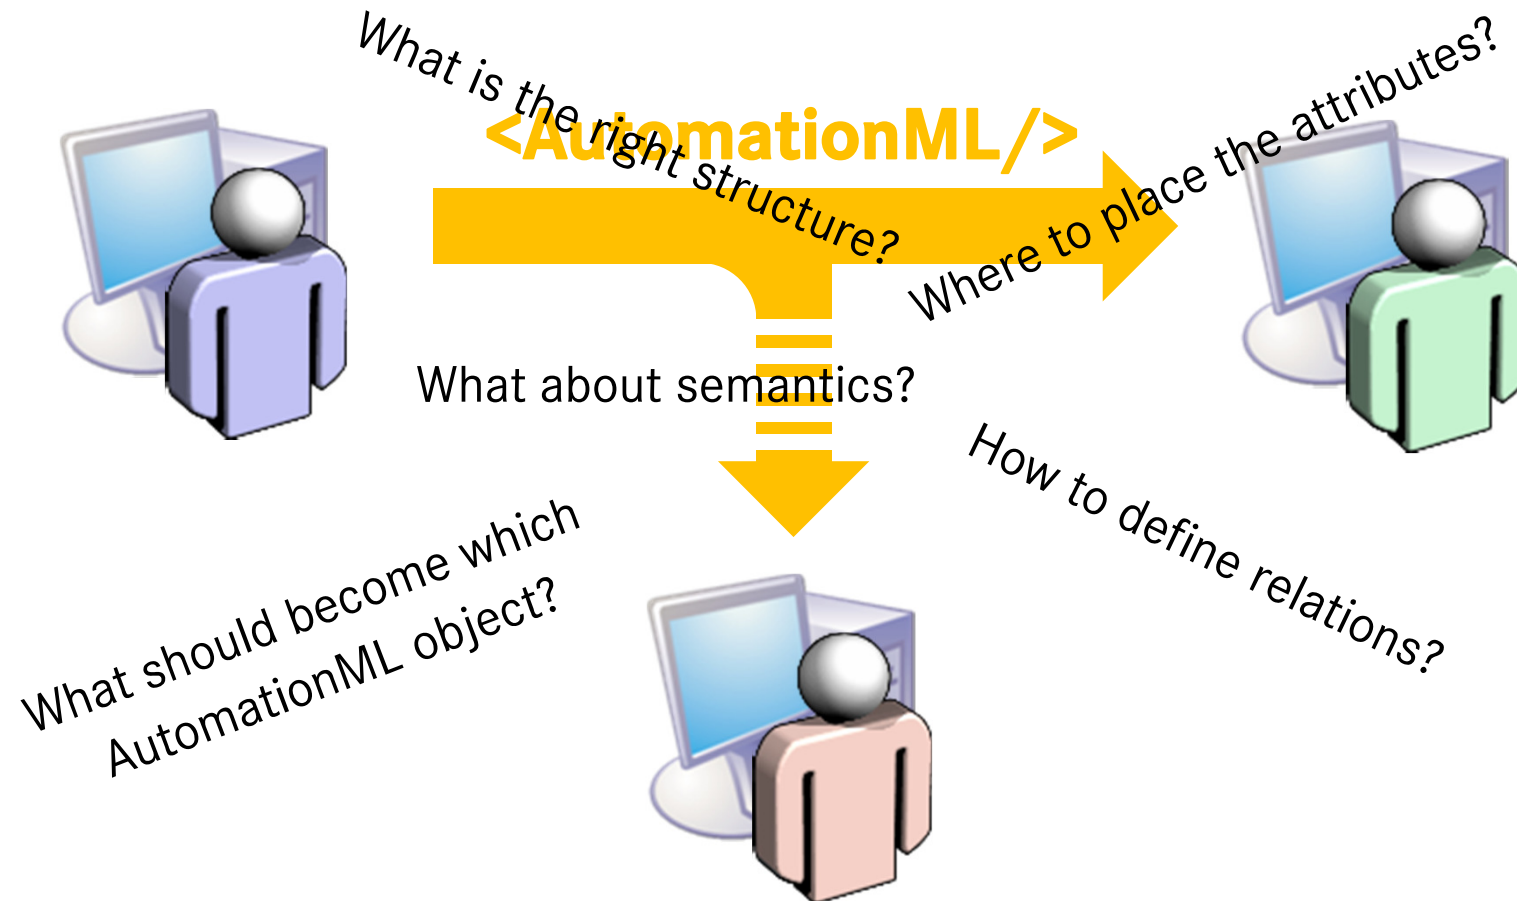 What is the right structure?
<AutomationML/>
Where to place the attributes?
What about semantics?
How to define relations?
What should become which
AutomationML object?